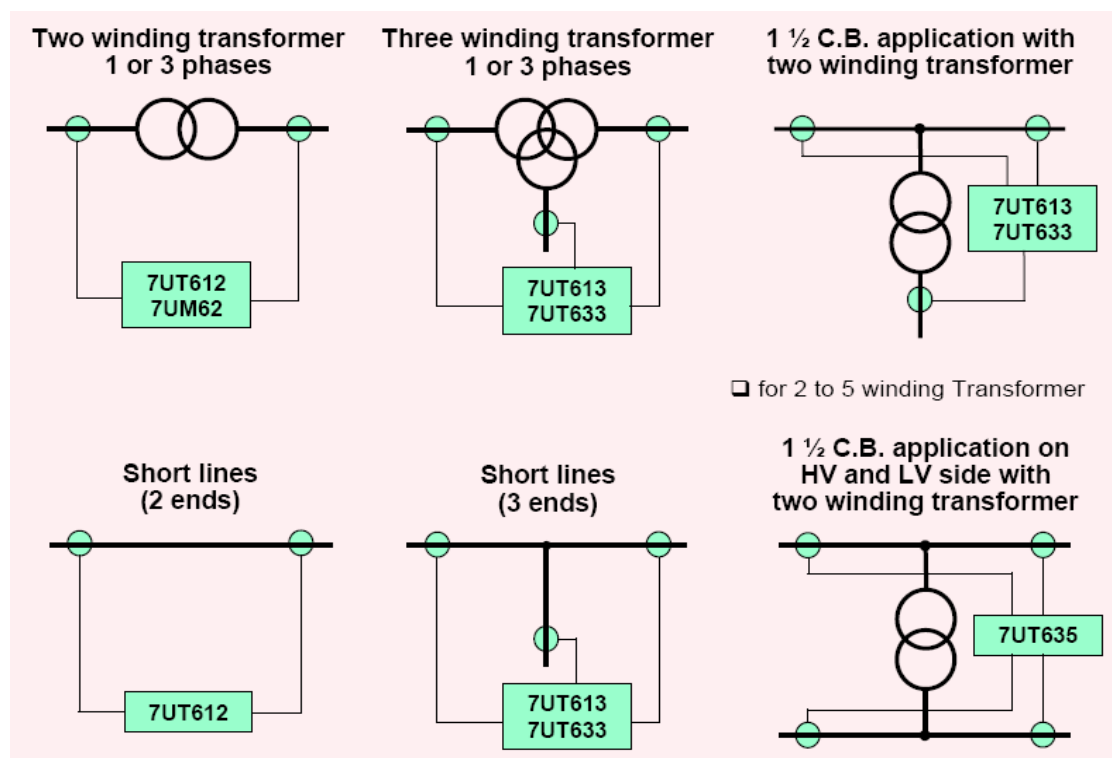 Two winding transformer
1 or 3 phases
Three winding transformer
1 or 3 phases
1 ½ C.B. application with
two winding transformer
7UT612
7UM62
7UT613
7UT633
7UT613
7UT633
❑ for 2 to 5 winding Transformer
Short lines
(2 ends)
Short lines
(3 ends)
1 ½ C.B. application on
HV and LV side with
two winding transformer
7UT612
7UT613
7UT633
7UT635